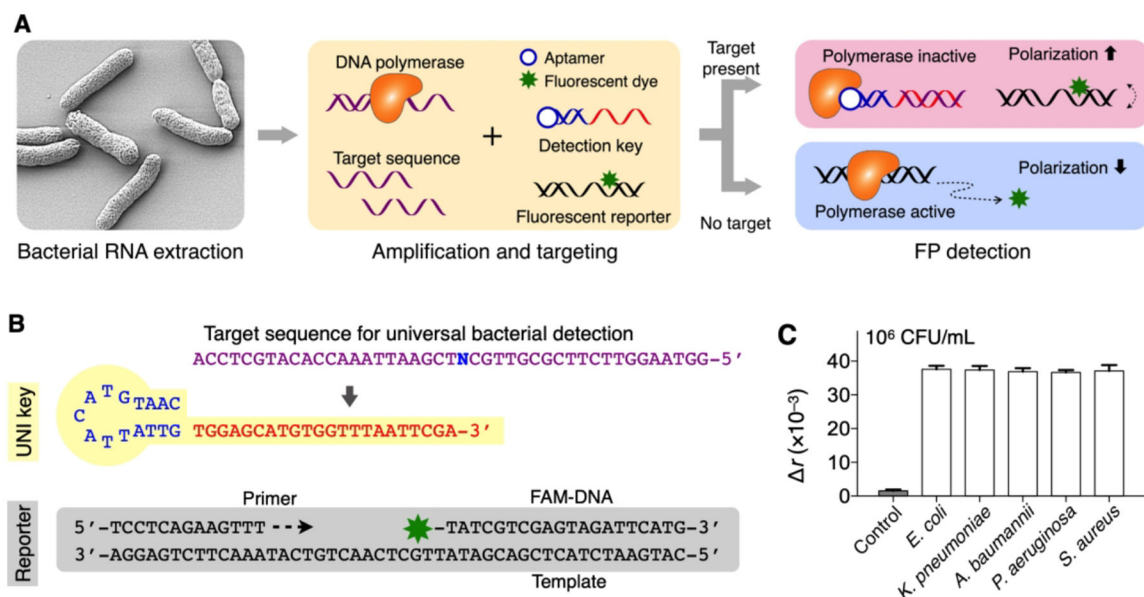 A
DNA polymerase
Target sequence
Aptamer
Fluorescent dye
Detection key
Fluorescent reporter
Target
present
No target
Polymerase inactive
Polarization ⬆
Polarization ⬇
Polymerase active
Bacterial RNA extraction
Amplification and targeting
FP detection
B
Target sequence for universal bacterial detection
ACCTCGTACACCAAATTAAGCTNCGTTGCGCTTCTTGGAATGG-5′
UNI key
CATGTAAC
ATTATTG TGGAGCATGTGGTTTAATTCGA-3′
Reporter
Primer
FAM-DNA
5′-TCCTCAGAAGTTT
-TATCGTCGAGTAGATTCATG-3′
3′-AGGAGTCTTCAAATACTGTCAACTCGTTATAGCAGCTCATCTAAGTAC-5′
Template
C
10⁶ CFU/mL
Δr (×10⁻³)
40
30
20
10
0
Control
E. coli
K. pneumoniae
A. baumannii
P. aeruginosa
S. aureus